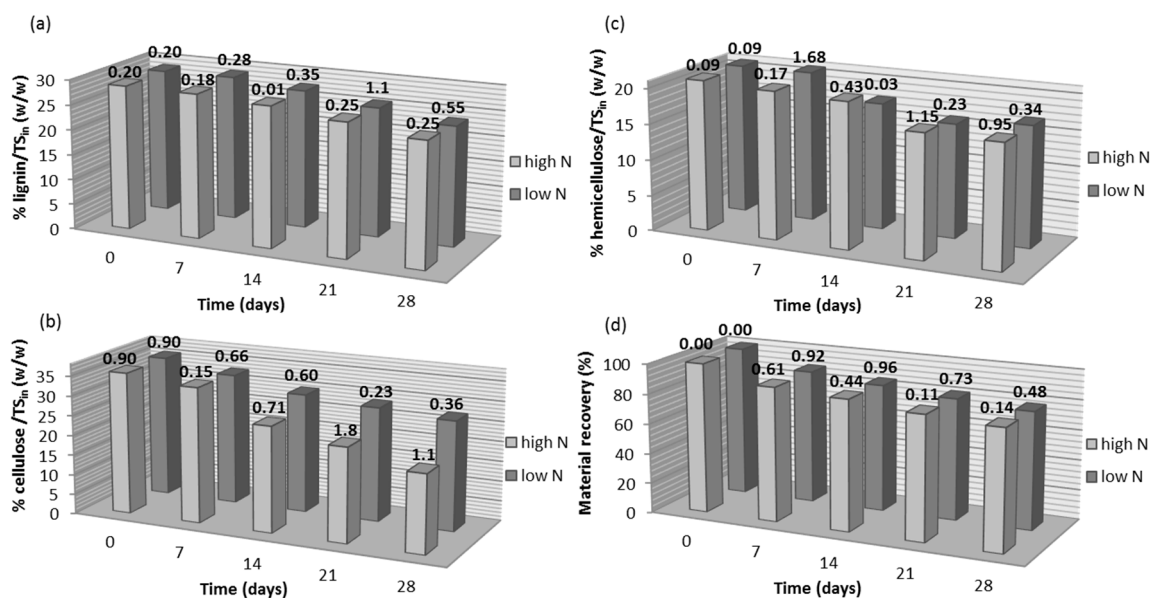 (a)
% lignin/TSin (w/w)
30
25
20
15
10
5
0
0.20 0.20 0.18 0.28 0.01 0.35 0.25 1.1 0.25 0.55
high N
low N
0 7 14 21 28
Time (days)
(b)
% cellulose /TSin (w/w)
35
30
25
20
15
10
5
0
0.90 0.90 0.15 0.66 0.71 0.60 1.8 0.23 1.1 0.36
high N
low N
0 7 14 21 28
Time (days)
(c)
% hemicellulose/TSin (w/w)
20
15
10
5
0
0.09 0.09 0.17 1.68 0.43 0.03 1.15 0.23 0.95 0.34
high N
low N
0 7 14 21 28
Time (days)
(d)
Material recovery (%)
100
80
60
40
20
0
0.00 0.00 0.61 0.92 0.44 0.96 0.11 0.73 0.14 0.48
high N
low N
0 7 14 21 28
Time (days)